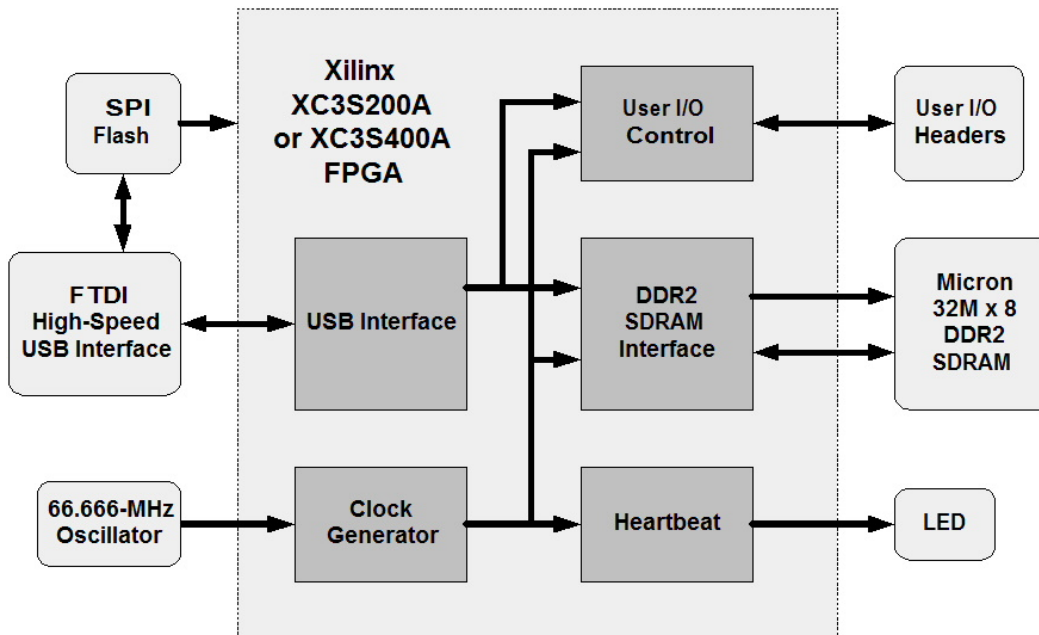 SPI
Flash
Xilinx
XC3S200A
or XC3S400A
FPGA
User I/O
Control
User I/O
Headers
FTDI
High-Speed
USB Interface
USB Interface
DDR2
SDRAM
Interface
Micron
32M x 8
DDR2
SDRAM
66.666-MHz
Oscillator
Clock
Generator
Heartbeat
LED